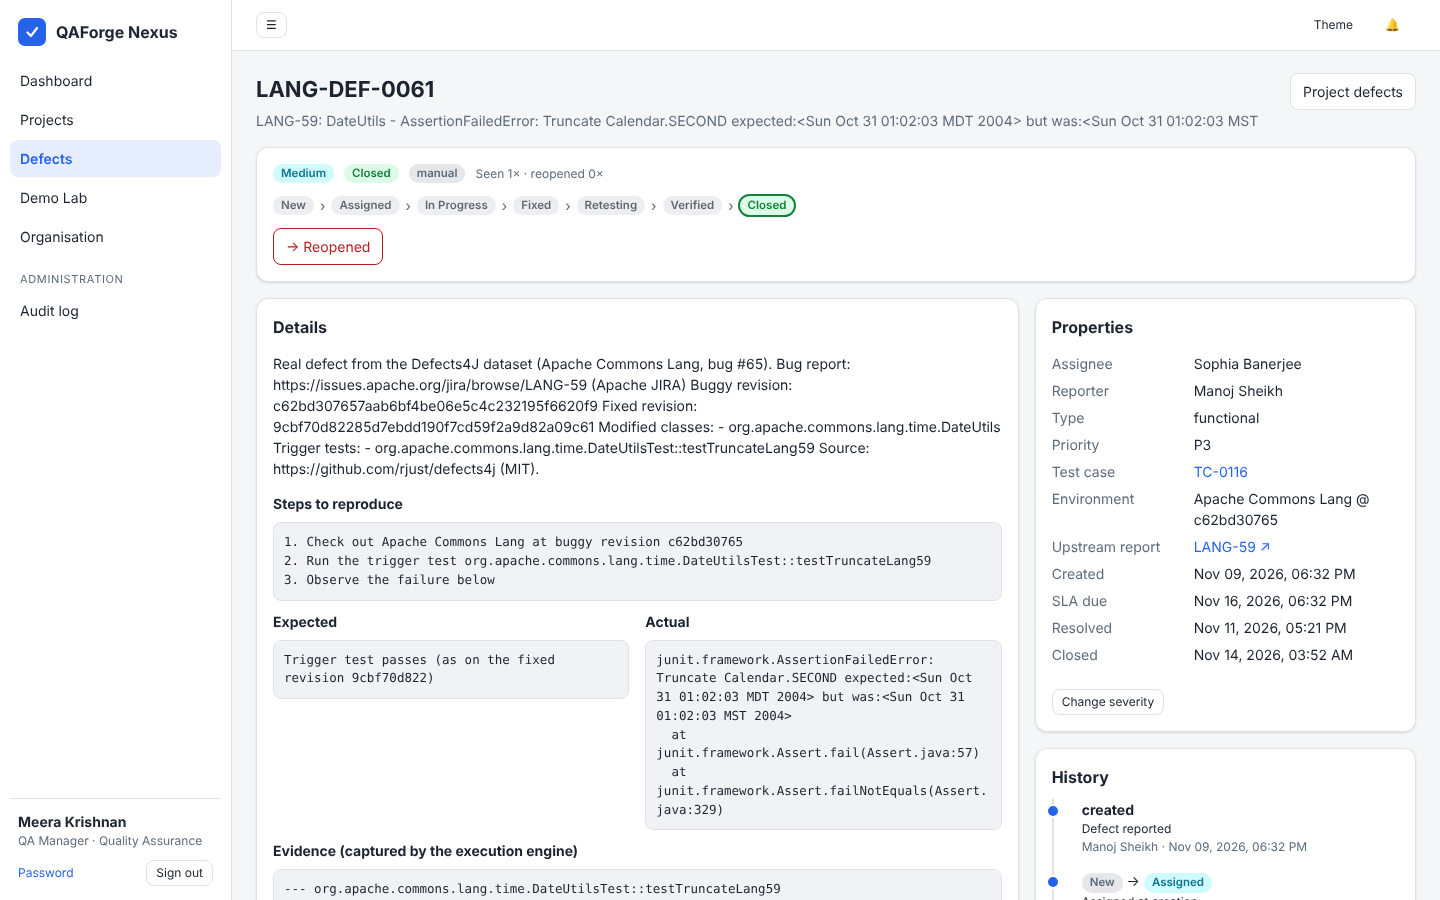 QAForge Nexus
Dashboard
Projects
Defects
Demo Lab
Organisation
ADMINISTRATION
Audit log
Meera Krishnan
QA Manager · Quality Assurance
Password
Sign out
☰
Theme
LANG-DEF-0061
LANG-59: DateUtils - AssertionFailedError: Truncate Calendar.SECOND expected:<Sun Oct 31 01:02:03 MDT 2004> but was:<Sun Oct 31 01:02:03 MST
Project defects
Medium Closed manual Seen 1× · reopened 0×
New › Assigned › In Progress › Fixed › Retesting › Verified › Closed
→ Reopened
Details
Real defect from the Defects4J dataset (Apache Commons Lang, bug #65). Bug report:
https://issues.apache.org/jira/browse/LANG-59 (Apache JIRA) Buggy revision:
c62bd307657aab6bf4be06e5c4c232195f6620f9 Fixed revision:
9cbf70d82285d7ebdd190f7cd59f2a9d82a09c61 Modified classes: - org.apache.commons.lang.time.DateUtils
Trigger tests: - org.apache.commons.lang.time.DateUtilsTest::testTruncateLang59 Source:
https://github.com/rjust/defects4j (MIT).
Steps to reproduce
1. Check out Apache Commons Lang at buggy revision c62bd30765
2. Run the trigger test org.apache.commons.lang.time.DateUtilsTest::testTruncateLang59
3. Observe the failure below
Expected
Trigger test passes (as on the fixed
revision 9cbf70d822)
Actual
junit.framework.AssertionFailedError:
Truncate Calendar.SECOND expected:<Sun Oct
31 01:02:03 MDT 2004> but was:<Sun Oct 31
01:02:03 MST 2004>
at
junit.framework.Assert.fail(Assert.java:57)
at
junit.framework.Assert.failNotEquals(Assert.
java:329)
Evidence (captured by the execution engine)
--- org.apache.commons.lang.time.DateUtilsTest::testTruncateLang59
Properties
Assignee Sophia Banerjee
Reporter Manoj Sheikh
Type functional
Priority P3
Test case TC-0116
Environment Apache Commons Lang @
c62bd30765
Upstream report LANG-59 ↗
Created Nov 09, 2026, 06:32 PM
SLA due Nov 16, 2026, 06:32 PM
Resolved Nov 11, 2026, 05:21 PM
Closed Nov 14, 2026, 03:52 AM
Change severity
History
created
Defect reported
Manoj Sheikh · Nov 09, 2026, 06:32 PM
New → Assigned
Assigned at creation